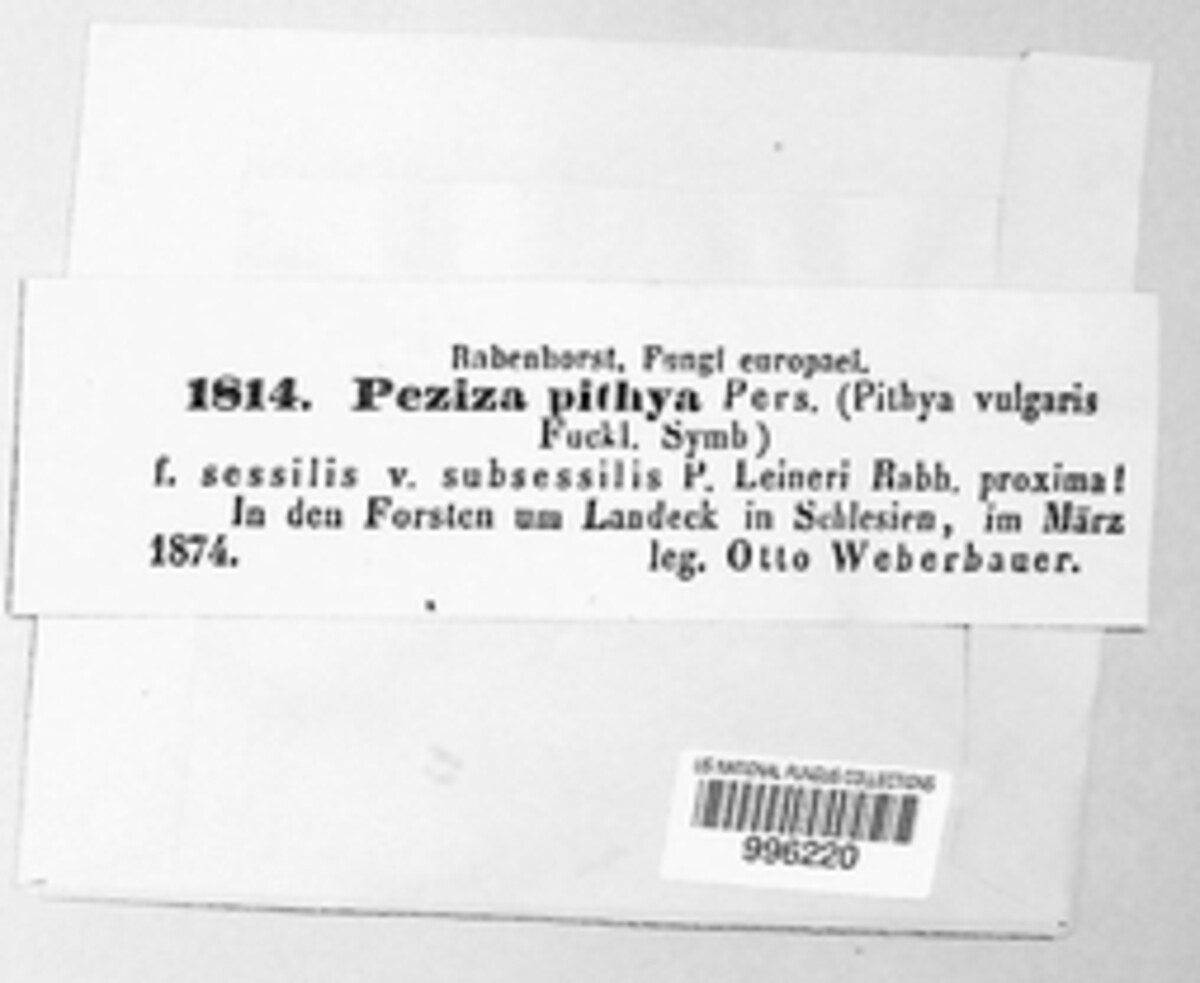 Rabenhorst, Fungi europaei.
1814. Peziza pithya Pers. (Pithya vulgaris
Fuckl. Symb)
f. sessilis v. subsessilis P. Leineri Rabh. proxima!
In den Forsten um Landeck in Schlesien, im März
1874. leg. Otto Weberbauer.
US NATIONAL FUNGUS COLLECTIONS
996220